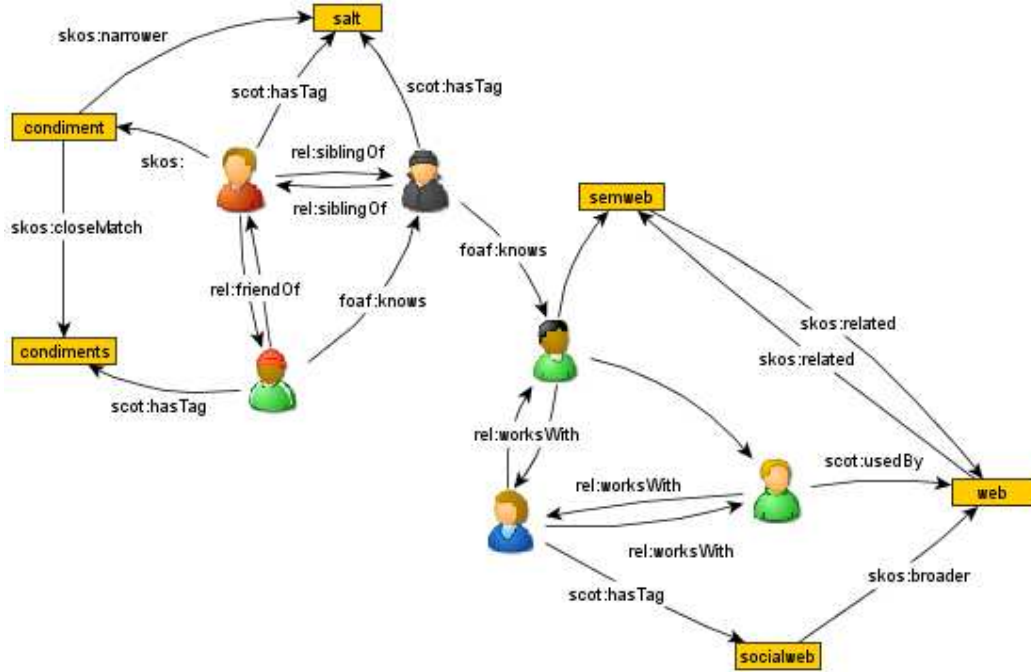 salt
skos:narrower
scot:hasTag
scot:hasTag
condiment
skos:
rel:siblingOf
rel:siblingOf
semweb
skos:closeMatch
foaf:knows
rel:friendOf
foaf:knows
skos:related
condiments
skos:related
scot:hasTag
rel:worksWith
scot:usedBy
rel:worksWith
web
rel:worksWith
skos:broader
scot:hasTag
socialweb